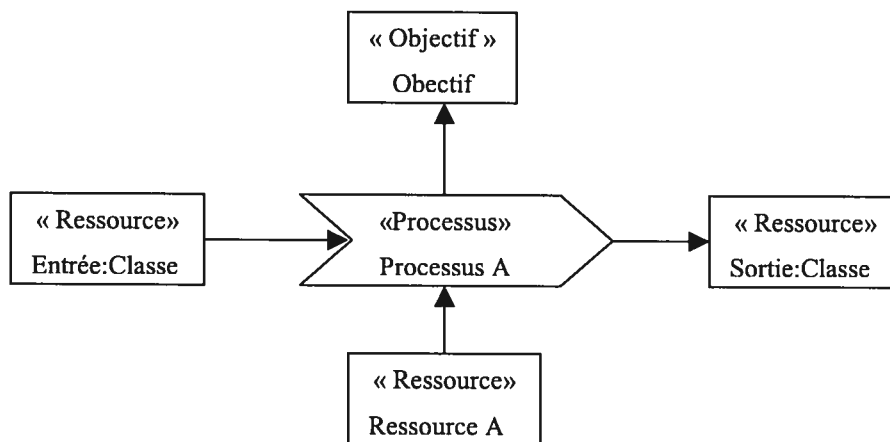 « Objectif »
Obectif
« Ressource»
Entrée:Classe
«Processus»
Processus A
« Ressource»
Sortie:Classe
« Ressource»
Ressource A